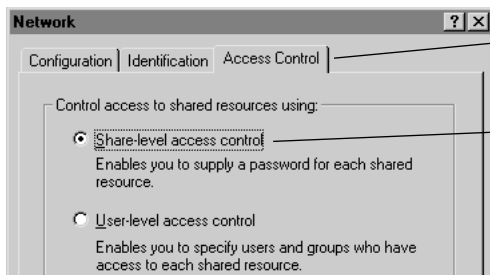 Network
Configuration Identification Access Control
Control access to shared resources using:
Share-level access control
Enables you to supply a password for each shared
resource.
User-level access control
Enables you to specify users and groups who have
access to each shared resource.